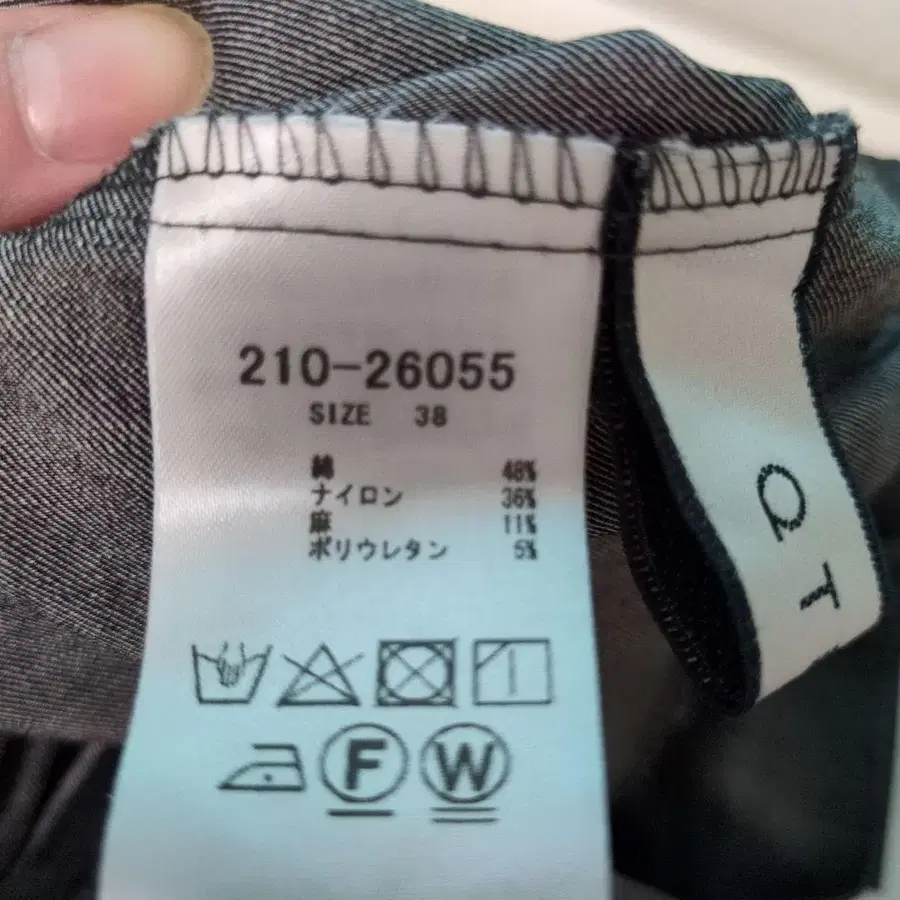 210-26055
SIZE 38
綿 48%
ナイロン 36%
麻 11%
ポリウレタン 5%
F
W
QT